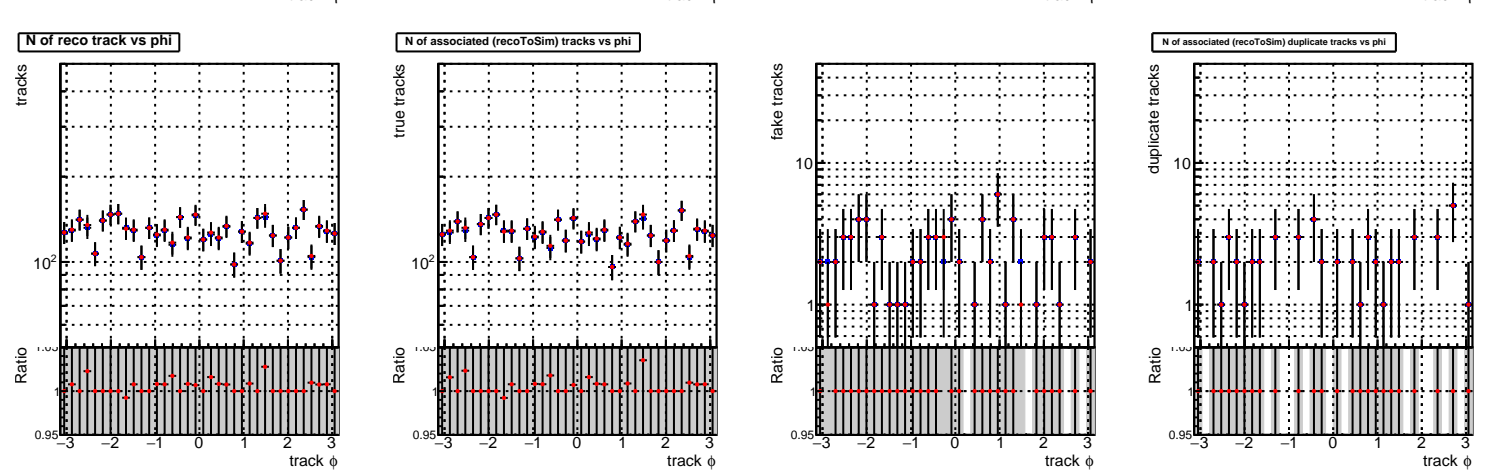 N of reco track vs phi
tracks
10²
Ratio
1
0.95
−3 −2 −1 0 1 2 3
track ϕ
N of associated (recoToSim) tracks vs phi
true tracks
10²
Ratio
1
0.95
−3 −2 −1 0 1 2 3
track ϕ
fake tracks
10
1
Ratio
1
0.95
−3 −2 −1 0 1 2 3
track ϕ
N of associated (recoToSim) duplicate tracks vs phi
duplicate tracks
10
1
Ratio
1
0.95
−3 −2 −1 0 1 2 3
track ϕ